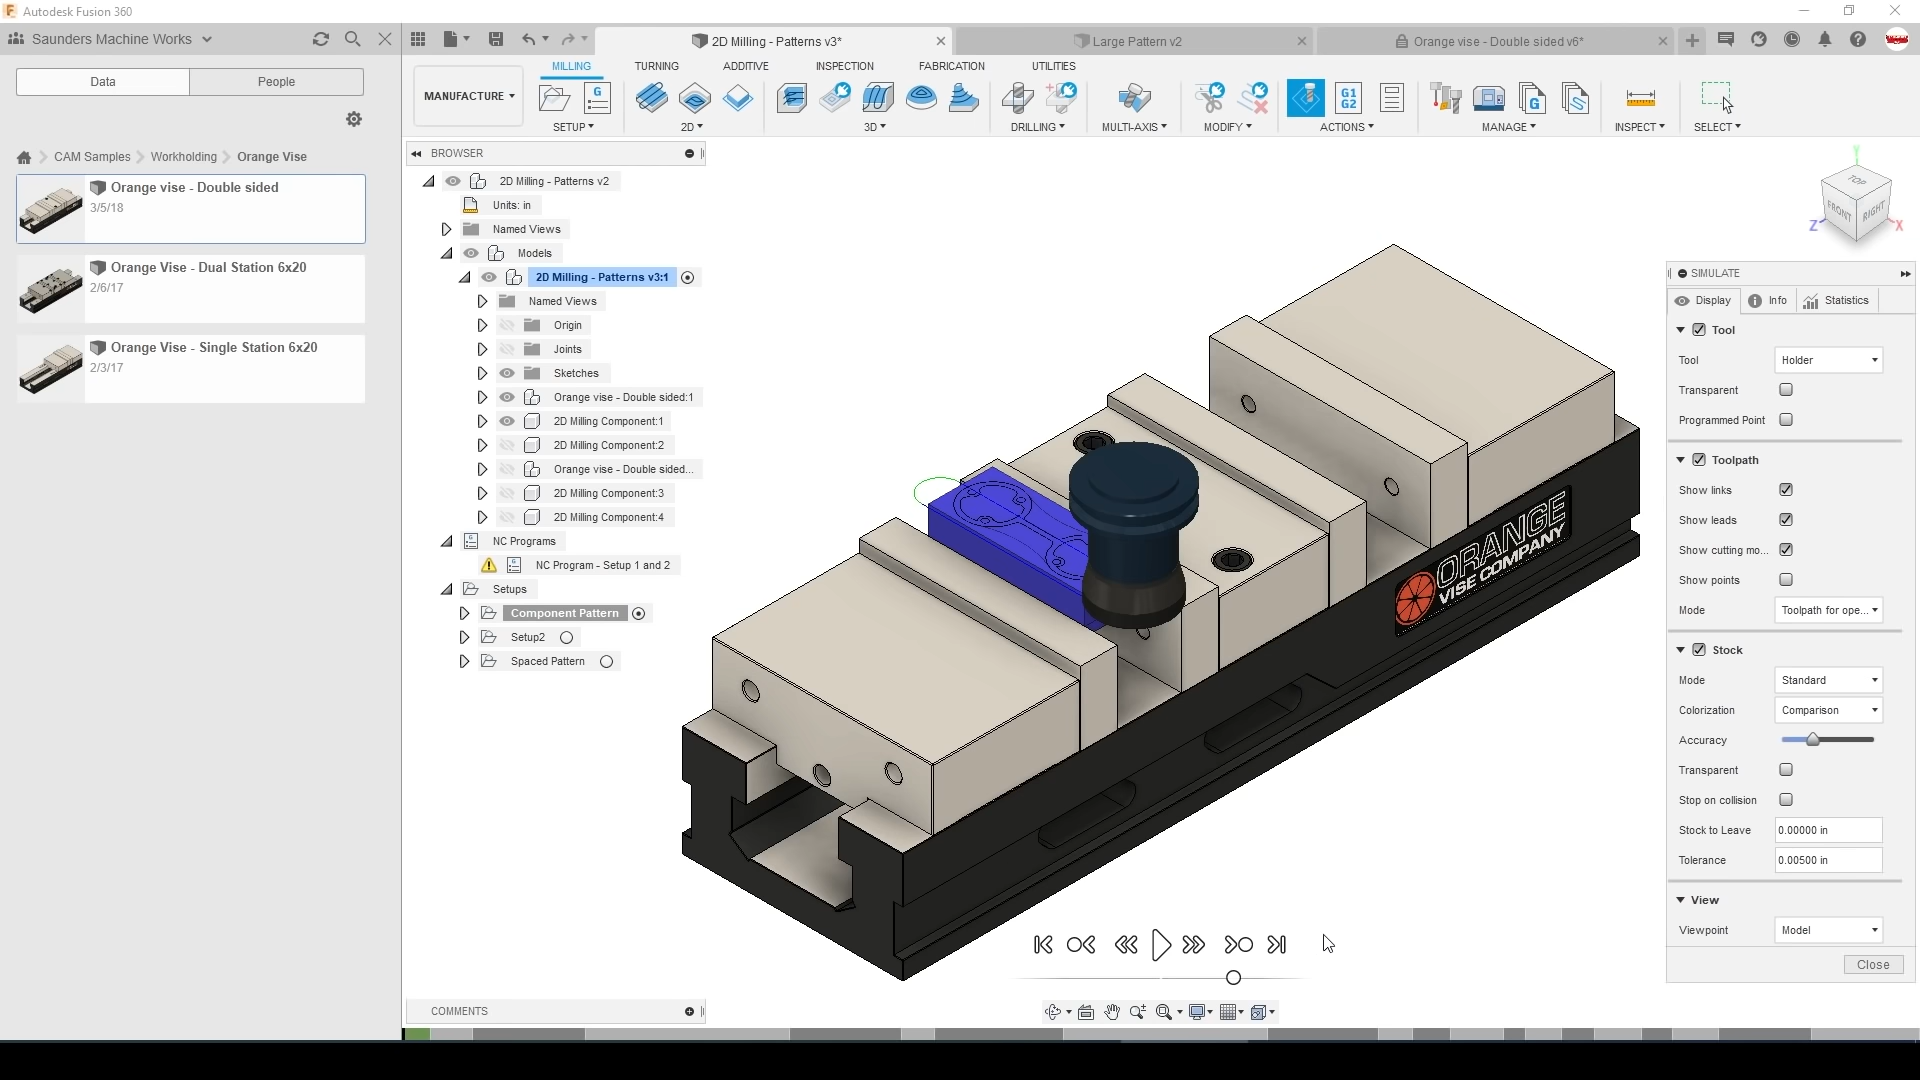 Autodesk Fusion 360
Saunders Machine Works
2D Milling - Patterns v3*
Large Pattern v2
Orange vise - Double sided v6*
Data
People
MILLING
TURNING
ADDITIVE
INSPECTION
FABRICATION
UTILITIES
MANUFACTURE
SETUP
2D
3D
DRILLING
MULTI-AXIS
MODIFY
G1
G2
ACTIONS
MANAGE
INSPECT
SELECT
CAM Samples
Workholding
Orange Vise
Orange vise - Double sided
3/5/18
Orange Vise - Dual Station 6x20
2/6/17
Orange Vise - Single Station 6x20
2/3/17
BROWSER
2D Milling - Patterns v2
Units: in
Named Views
Models
2D Milling - Patterns v3:1
Named Views
Origin
Joints
Sketches
Orange vise - Double sided:1
2D Milling Component:1
2D Milling Component:2
Orange vise - Double sided...
2D Milling Component:3
2D Milling Component:4
NC Programs
NC Program - Setup 1 and 2
Setups
Component Pattern
Setup2
Spaced Pattern
COMMENTS
ORANGE
VISE COMPANY
Y
TOP
FRONT
RIGHT
Z
X
SIMULATE
Display
Info
Statistics
Tool
Tool
Holder
Transparent
Programmed Point
Toolpath
Show links
Show leads
Show cutting mo...
Show points
Mode
Toolpath for ope...
Stock
Mode
Standard
Colorization
Comparison
Accuracy
Transparent
Stop on collision
Stock to Leave
0.00000 in
Tolerance
0.00500 in
View
Viewpoint
Model
Close